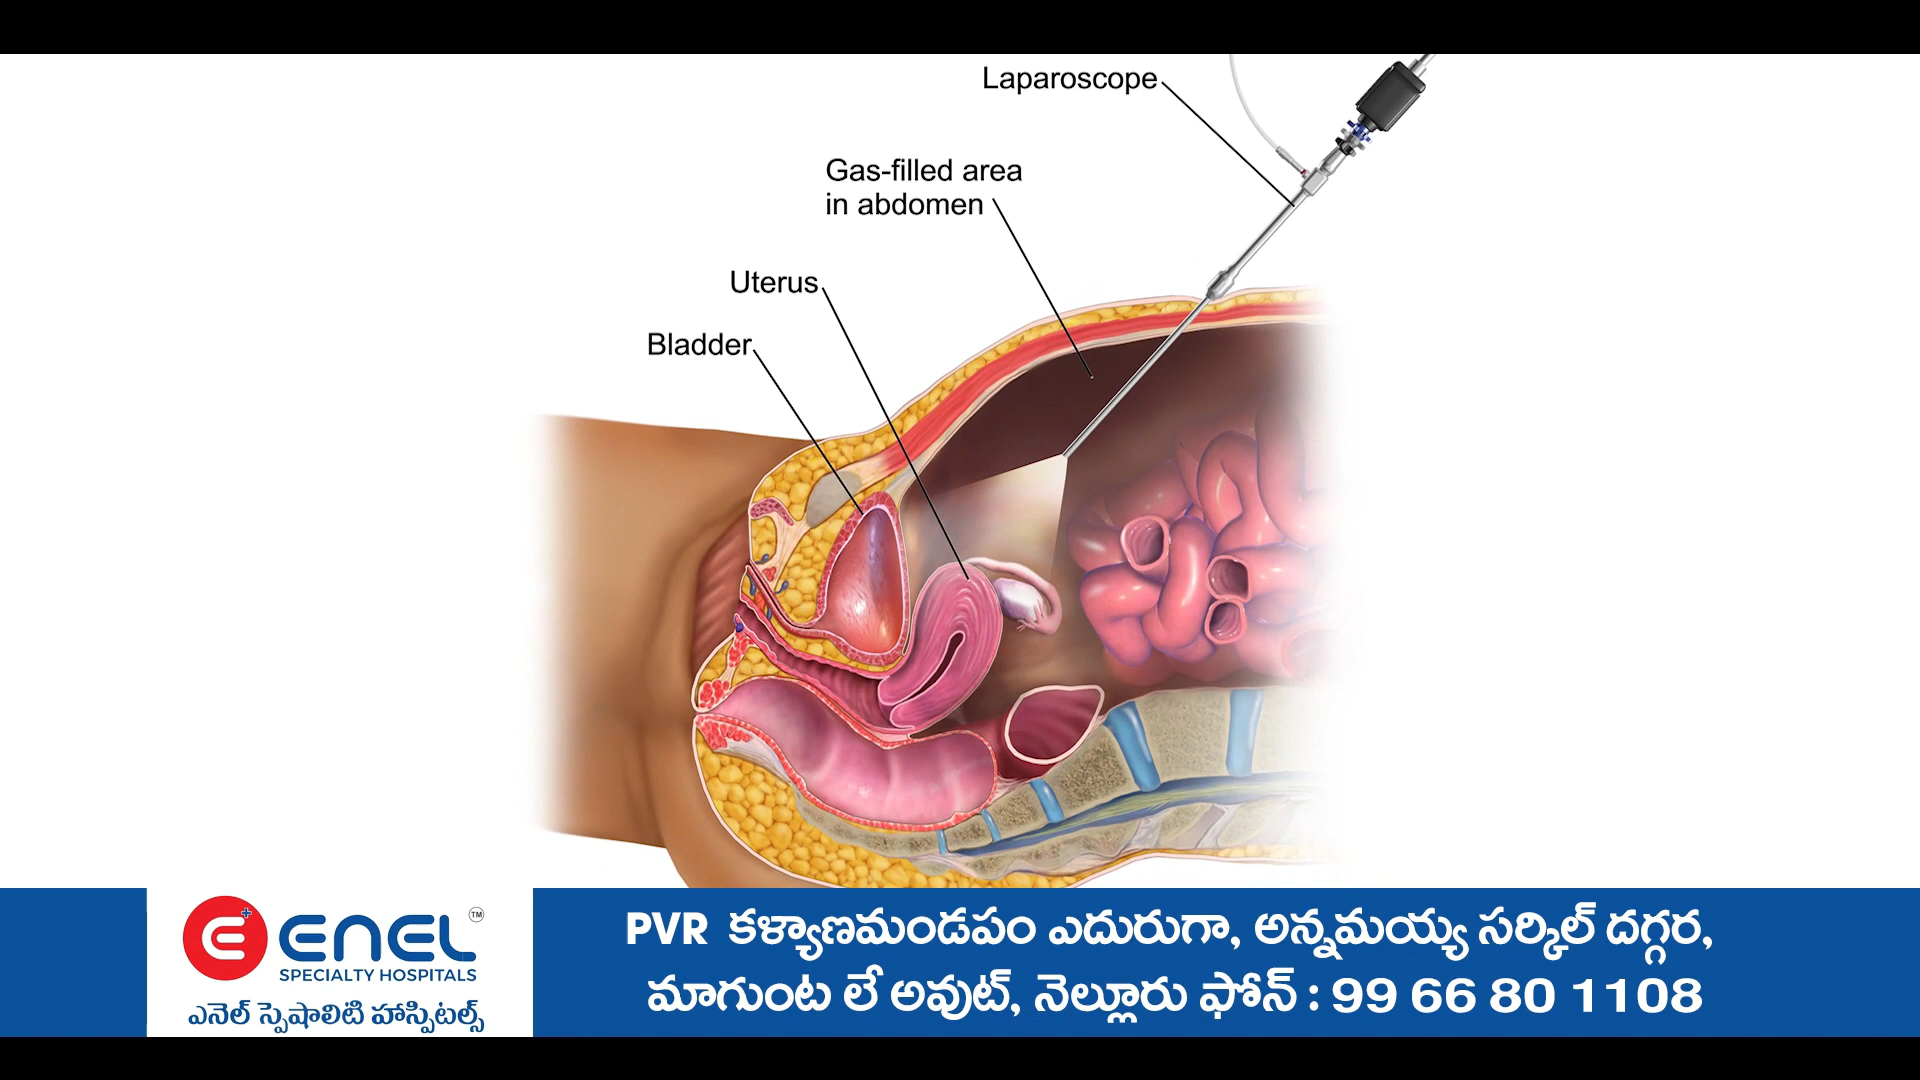 Laparoscope
Gas-filled area
in abdomen
Uterus
Bladder
ENEL TM
SPECIALTY HOSPITALS
ఎనెల్ స్పెషాలిటి హాస్పిటల్స్
PVR కళ్యాణమండపం ఎదురుగా, అన్నమయ్య సర్కిల్ దగ్గర,
మాగుంట లే అవుట్, నెల్లూరు ఫోన్ : 99 66 80 1108